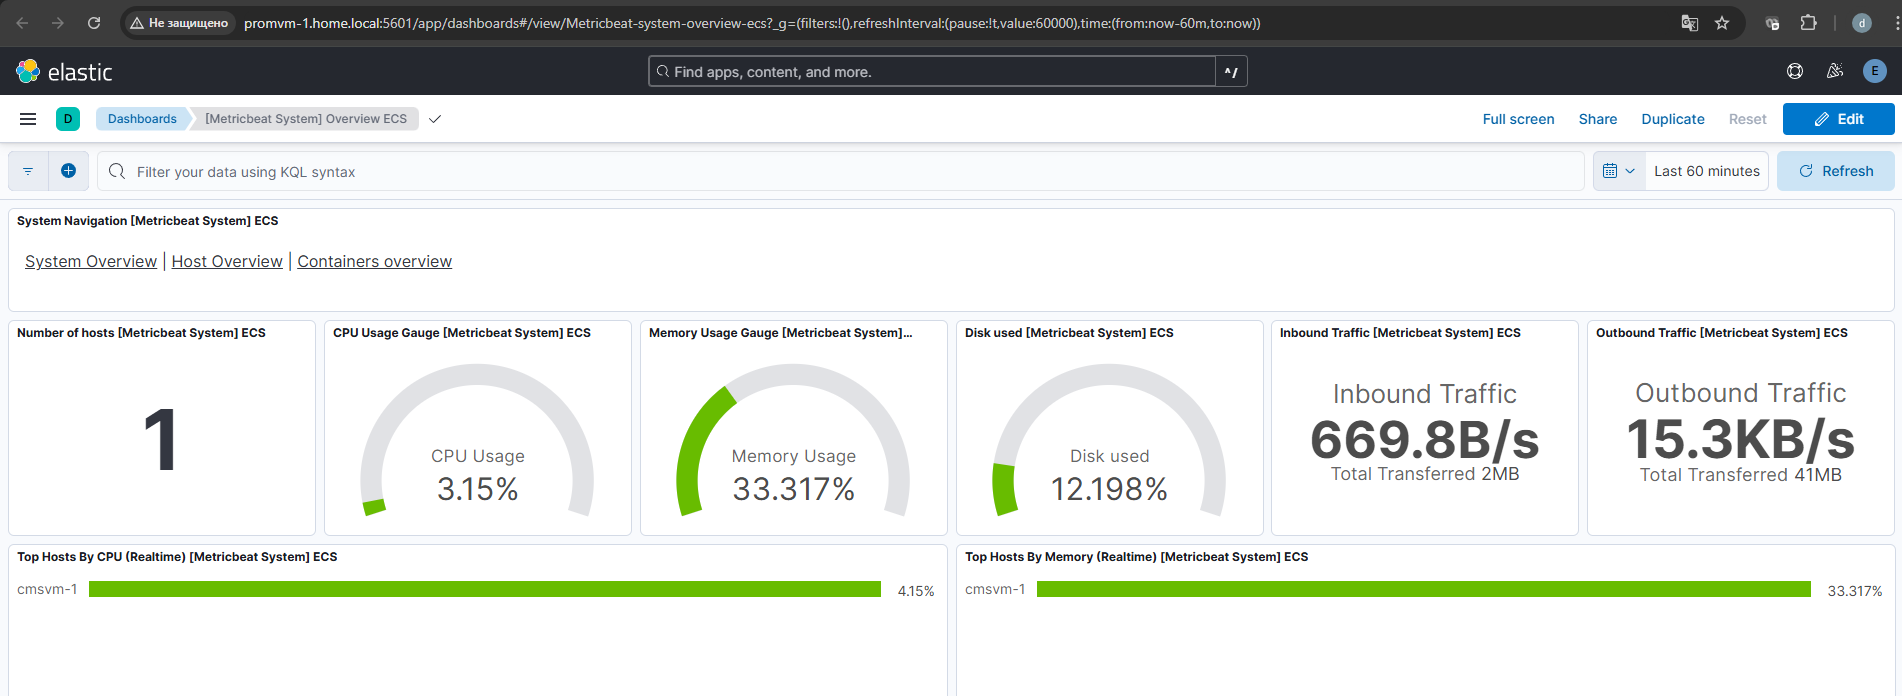 Не защищено
promvm-1.home.local:5601/app/dashboards#/view/Metricbeat-system-overview-ecs?_g=(filters:!(),refreshInterval:(pause:!t,value:60000),time:(from:now-60m,to:now))
d
elastic
Find apps, content, and more.
^/
E
D
Dashboards
[Metricbeat System] Overview ECS
Full screen
Share
Duplicate
Reset
Edit
Filter your data using KQL syntax
Last 60 minutes
Refresh
System Navigation [Metricbeat System] ECS
System Overview | Host Overview | Containers overview
Number of hosts [Metricbeat System] ECS
1
CPU Usage Gauge [Metricbeat System] ECS
CPU Usage
3.15%
Memory Usage Gauge [Metricbeat System]...
Memory Usage
33.317%
Disk used [Metricbeat System] ECS
Disk used
12.198%
Inbound Traffic [Metricbeat System] ECS
Inbound Traffic
669.8B/s
Total Transferred 2MB
Outbound Traffic [Metricbeat System] ECS
Outbound Traffic
15.3KB/s
Total Transferred 41MB
Top Hosts By CPU (Realtime) [Metricbeat System] ECS
cmsvm-1
4.15%
Top Hosts By Memory (Realtime) [Metricbeat System] ECS
cmsvm-1
33.317%